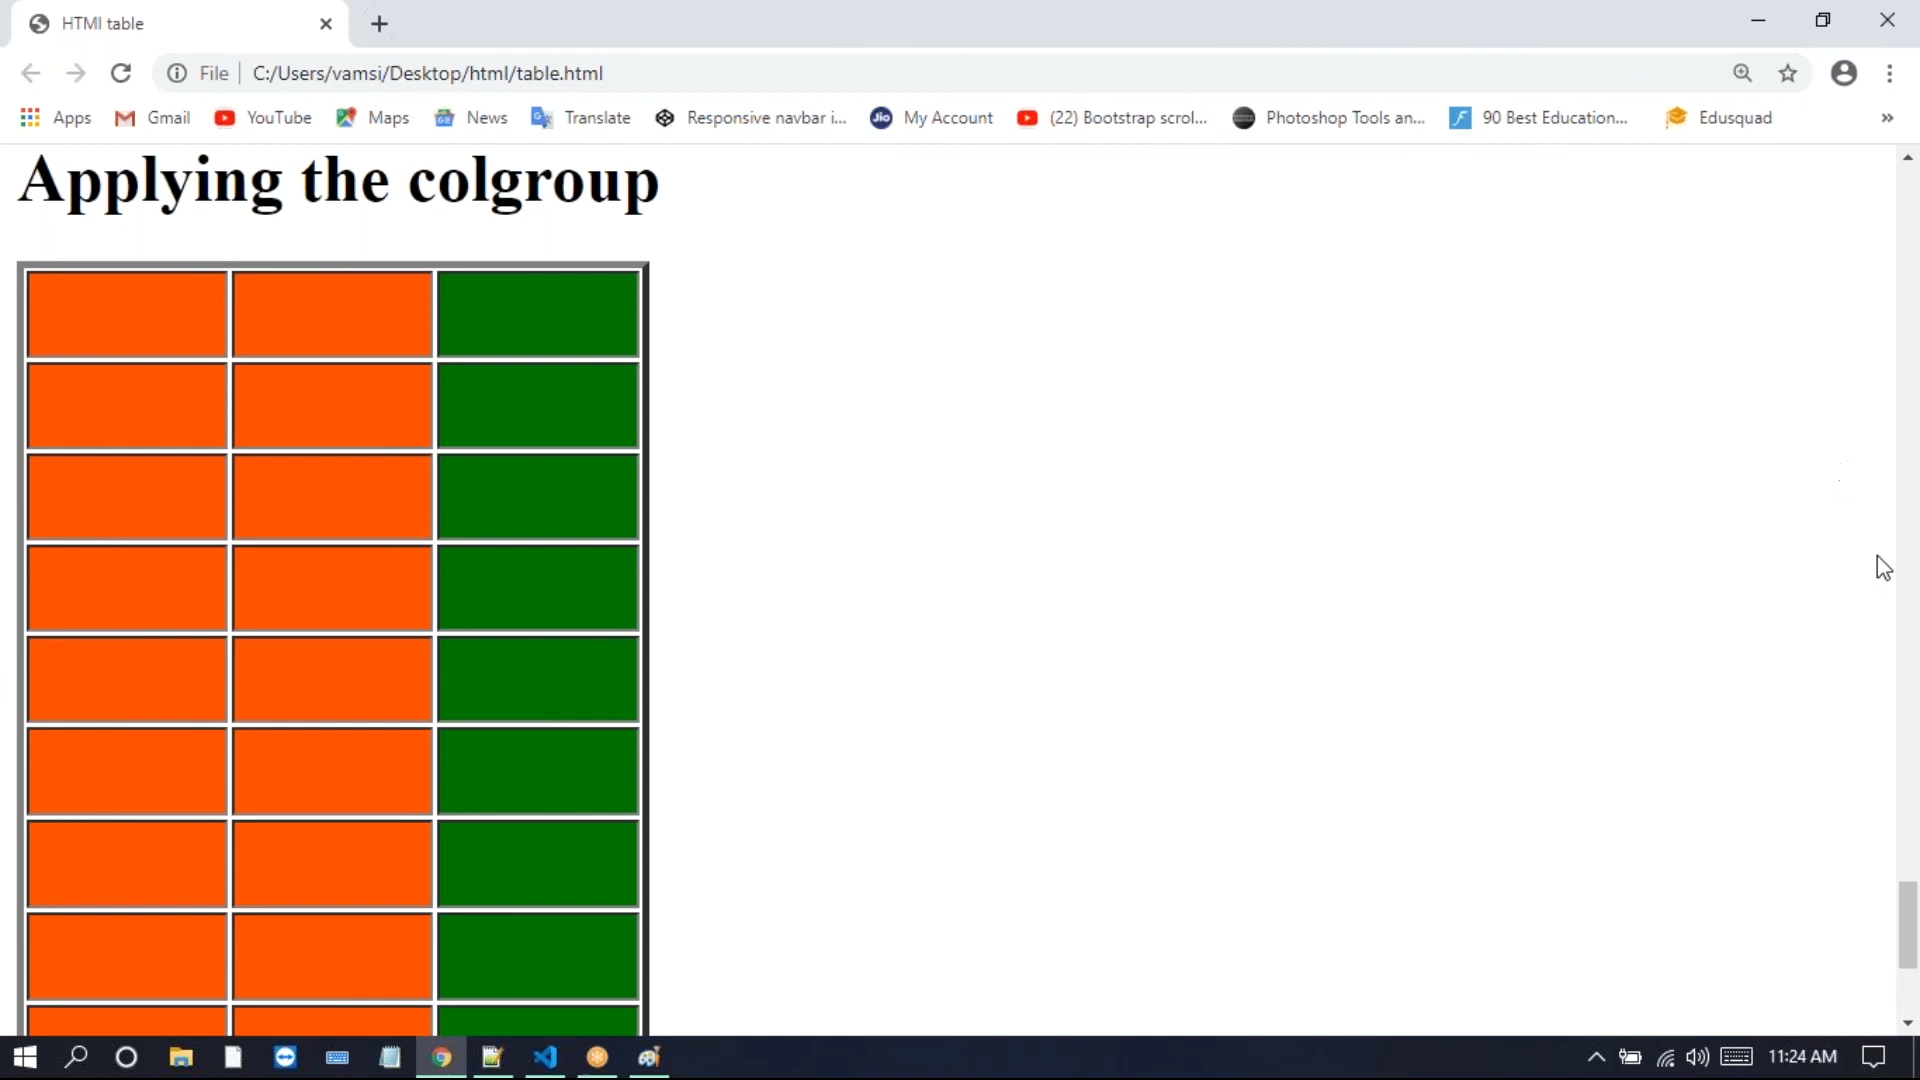 HTMl table
File C:/Users/vamsi/Desktop/html/table.html
Apps Gmail YouTube Maps News Translate Responsive navbar i... Jio My Account (22) Bootstrap scrol... Photoshop Tools an... 90 Best Education... Edusquad »
Applying the colgroup
11:24 AM